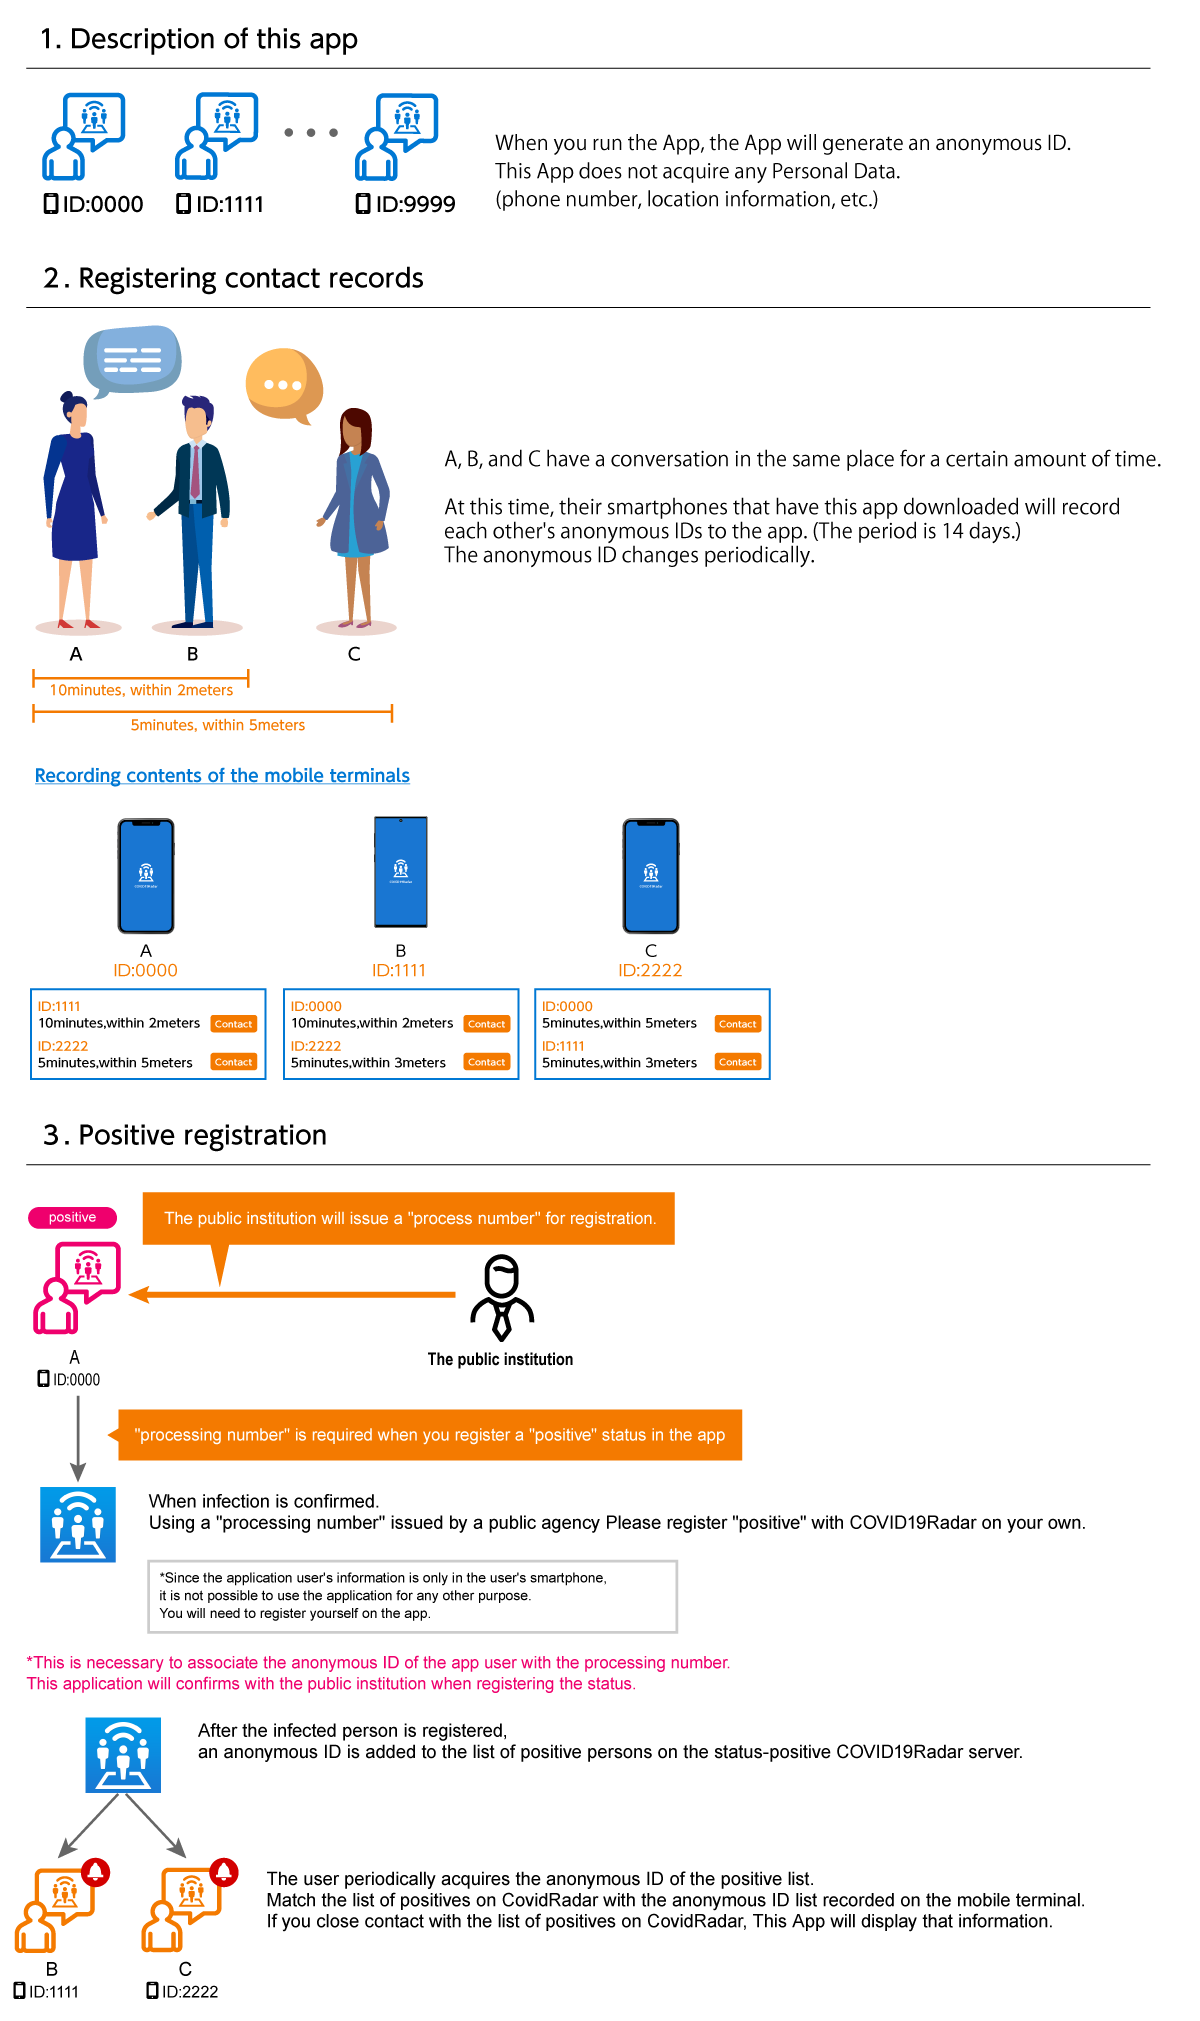 1. Description of this app
ID:0000
ID:1111
ID:9999
When you run the App, the App will generate an anonymous ID.
This App does not acquire any Personal Data.
(phone number, location information, etc.)
2. Registering contact records
A, B, and C have a conversation in the same place for a certain amount of time.
At this time, their smartphones that have this app downloaded will record
each other's anonymous IDs to the app. (The period is 14 days.)
The anonymous ID changes periodically.
A
B
C
10minutes, within 2meters
5minutes, within 5meters
Recording contents of the mobile terminals
COVID19Radar
COVID19Radar
COVID19Radar
A
B
C
ID:0000
ID:1111
ID:2222
ID:1111
10minutes,within 2meters Contact
ID:2222
5minutes,within 5meters Contact
ID:0000
10minutes,within 2meters Contact
ID:2222
5minutes,within 3meters Contact
ID:0000
5minutes,within 5meters Contact
ID:1111
5minutes,within 3meters Contact
3. Positive registration
positive
The public institution will issue a "process number" for registration.
The public institution
A
ID:0000
"processing number" is required when you register a "positive" status in the app
When infection is confirmed.
Using a "processing number" issued by a public agency Please register "positive" with COVID19Radar on your own.
*Since the application user's information is only in the user's smartphone,
it is not possible to use the application for any other purpose.
You will need to register yourself on the app.
*This is necessary to associate the anonymous ID of the app user with the processing number.
This application will confirms with the public institution when registering the status.
After the infected person is registered,
an anonymous ID is added to the list of positive persons on the status-positive COVID19Radar server.
The user periodically acquires the anonymous ID of the positive list.
Match the list of positives on CovidRadar with the anonymous ID list recorded on the mobile terminal.
If you close contact with the list of positives on CovidRadar, This App will display that information.
B
ID:1111
C
ID:2222